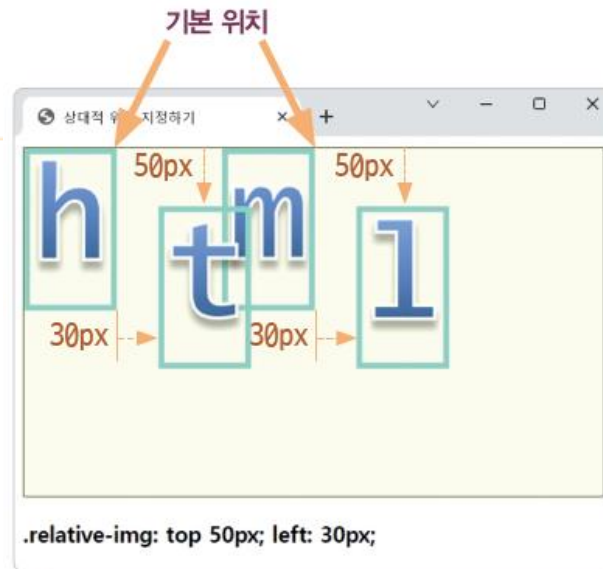 기본 위치
상대적 위 지정하기
50px 50px
h t m l
30px 30px
.relative-img: top 50px; left: 30px;